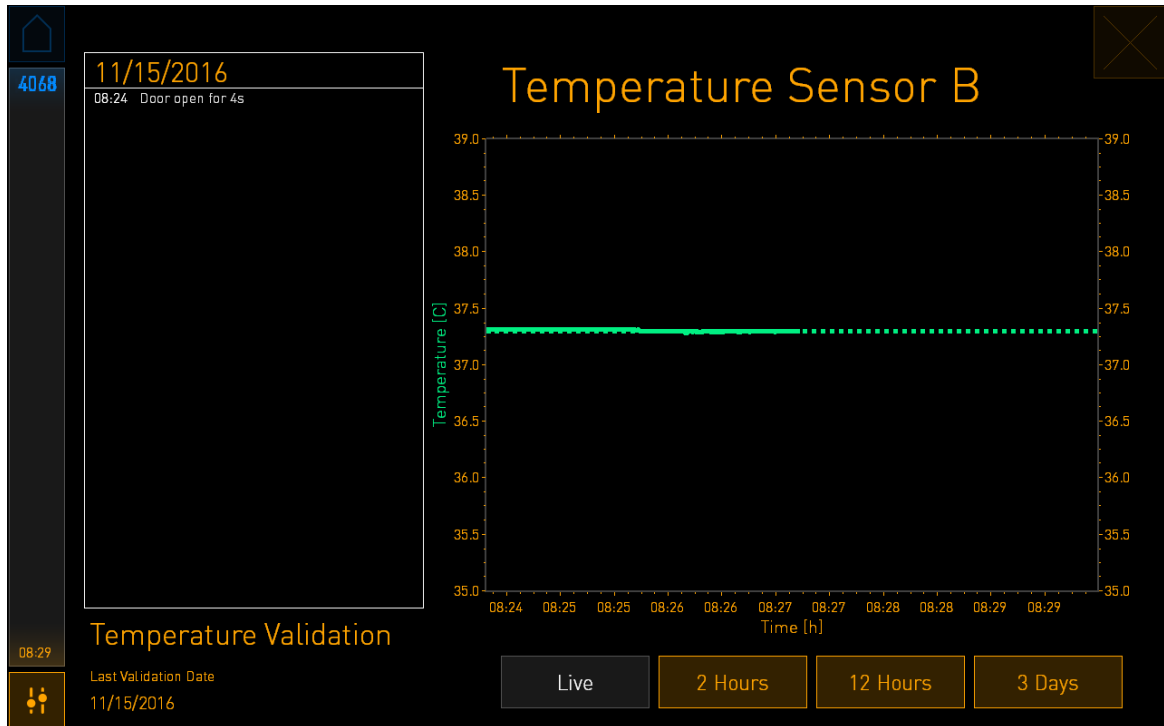 4068
08:29
11/15/2016
08:24 Door open for 4s
Temperature Validation
Last Validation Date
11/15/2016
Temperature Sensor B
Temperature [C]
39.0
38.5
38.0
37.5
37.0
36.5
36.0
35.5
35.0
39.0
38.5
38.0
37.5
37.0
36.5
36.0
35.5
35.0
08:24 08:25 08:25 08:26 08:26 08:27 08:27 08:28 08:28 08:29 08:29
Time [h]
Live 2 Hours 12 Hours 3 Days